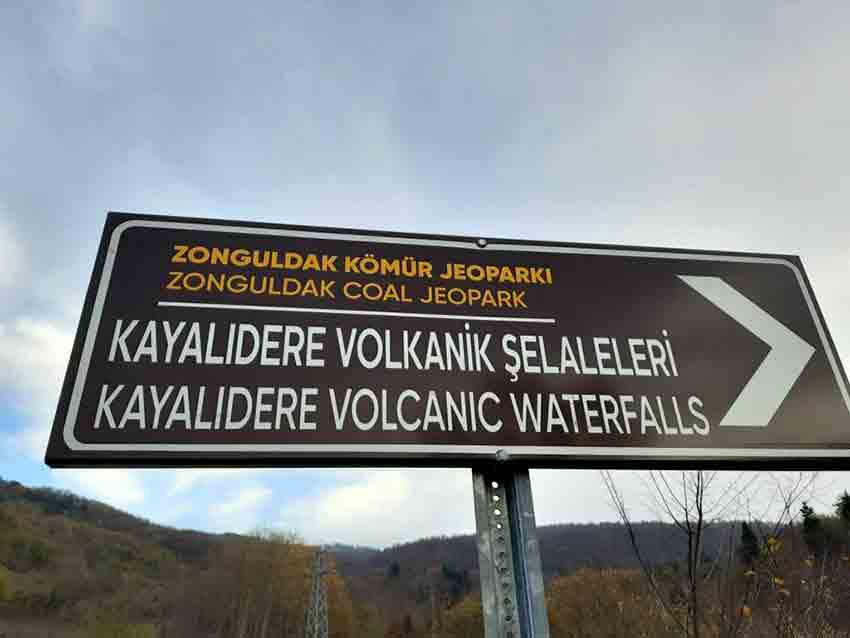 ZONGULDAK KÖMÜR JEOPARKI
ZONGULDAK COAL JEOPARK
KAYALIDERE VOLKANİK ŞELALELERİ
KAYALIDERE VOLCANIC WATERFALLS